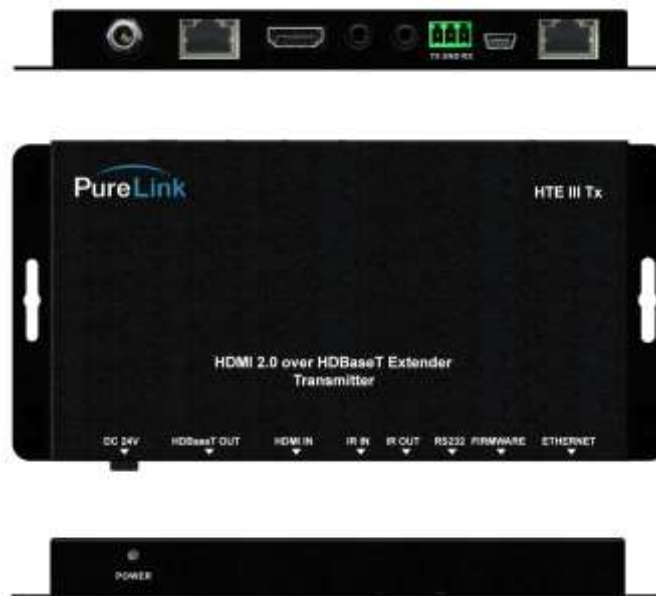 TX GND RX
PureLink
HTE III Tx
HDMI 2.0 over HDBaseT Extender
Transmitter
DC 24V HDBaseT OUT HDMI IN IR IN IR OUT RS232 FIRMWARE ETHERNET
POWER